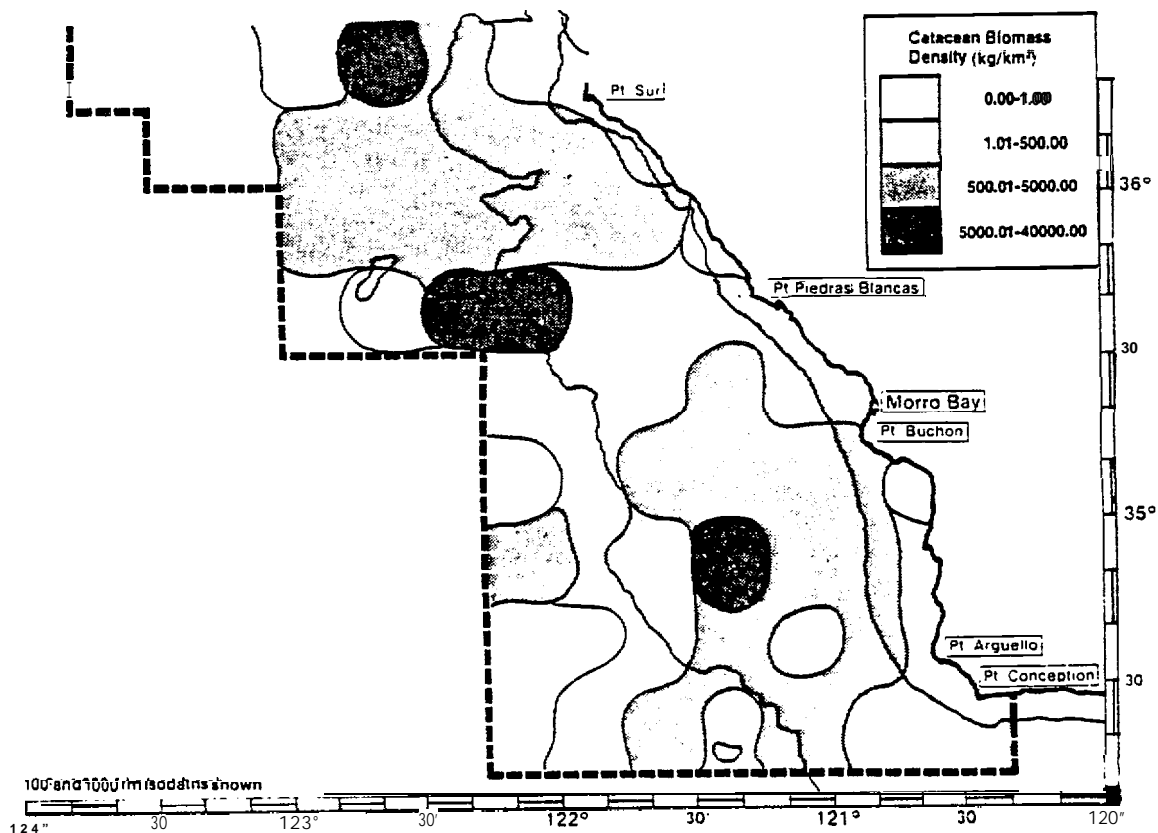 Catacean Biomass
Density (kg/km²)
0.00-1.00
1.01-500.00
500.01-5000.00
5000.01-40000.00
Pt Sur
36°
Pt Piedras Blancas
30
Morro Bay
Pt Buchon
35°
Pt Arguello
Pt Conception
30
shown
124° 30 123° 30' 122° 30' 121° 30 120°